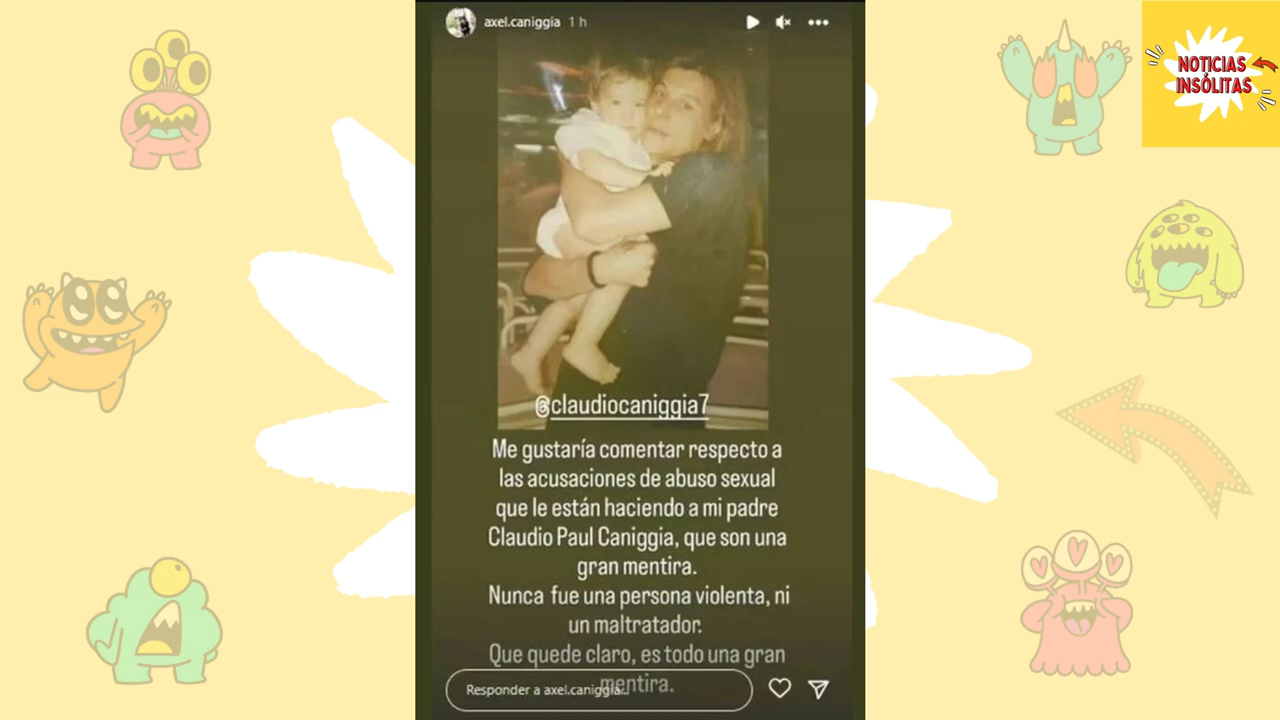 axel.caniggia 1 h
NOTICIAS
INSÓLITAS
@claudiocaniggia7
Me gustaría comentar respecto a
las acusaciones de abuso sexual
que le están haciendo a mi padre
Claudio Paul Caniggia, que son una
gran mentira.
Nunca fue una persona violenta, ni
un maltratador.
Que quede claro, es todo una gran
mentira.
Responder a axel.caniggia...